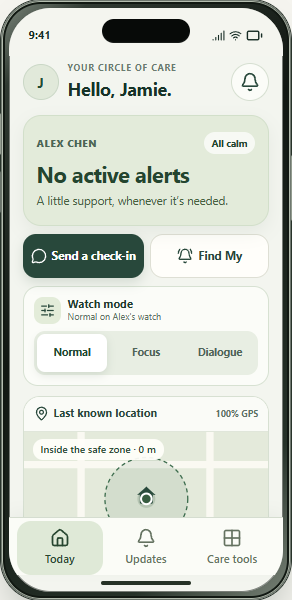 9:41
J
YOUR CIRCLE OF CARE
Hello, Jamie.
ALEX CHEN
All calm
No active alerts
A little support, whenever it's needed.
Send a check-in
Find My
Watch mode
Normal on Alex's watch
Normal
Focus
Dialogue
Last known location
100% GPS
Inside the safe zone · 0 m
Today
Updates
Care tools